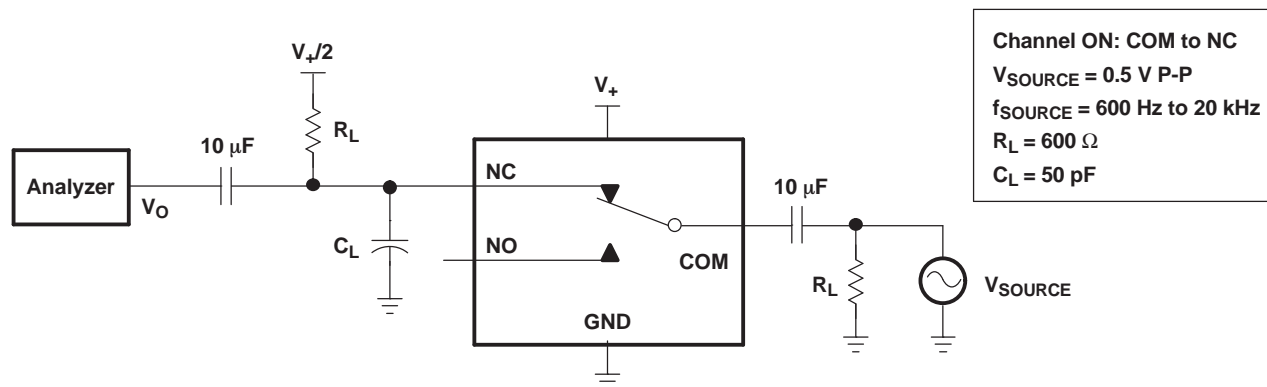 V+/2
RL
10 μF
Analyzer
VO
CL
V+
NC
NO
COM
GND
10 μF
RL
VSOURCE
Channel ON: COM to NC
VSOURCE = 0.5 V P-P
fSOURCE = 600 Hz to 20 kHz
RL = 600 Ω
CL = 50 pF